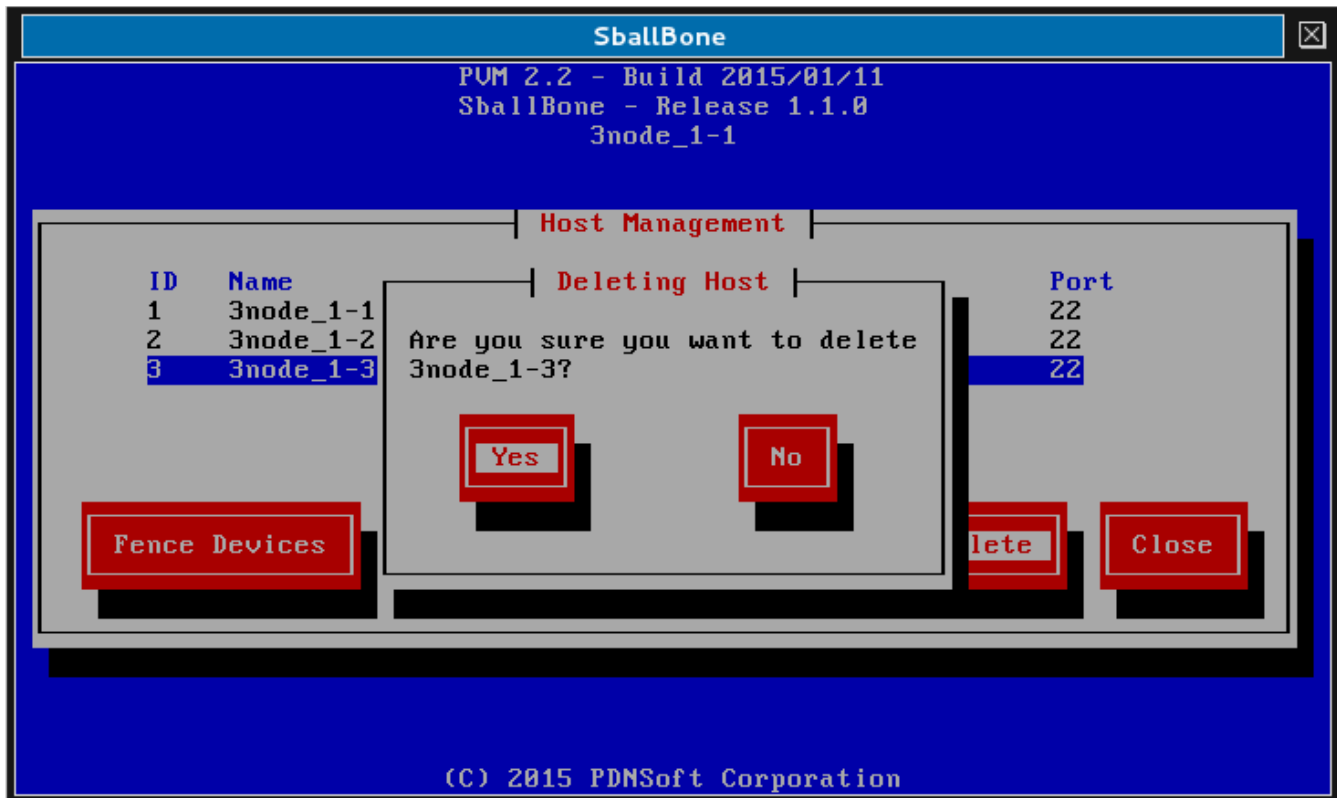 SballBone
PVM 2.2 - Build 2015/01/11
SballBone - Release 1.1.0
3node_1-1
Host Management
ID Name Port
1 3node_1-1 22
2 3node_1-2 22
3 3node_1-3 22
Deleting Host
Are you sure you want to delete
3node_1-3?
Yes No
Fence Devices lete Close
(C) 2015 PDNSoft Corporation